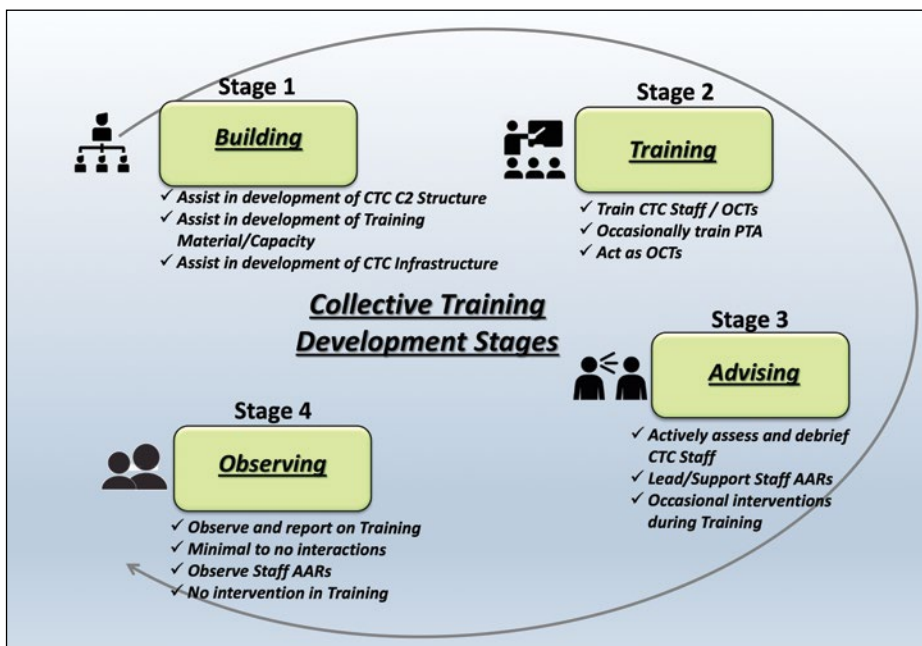 Stage 1
Building
✓ Assist in development of CTC C2 Structure
✓ Assist in development of Training
Material/Capacity
✓ Assist in development of CTC Infrastructure
Stage 2
Training
✓ Train CTC Staff / OCTs
✓ Occasionally train PTA
✓ Act as OCTs
Collective Training
Development Stages
Stage 3
Advising
✓ Actively assess and debrief
CTC Staff
✓ Lead/Support Staff AARs
✓ Occasional interventions
during Training
Stage 4
Observing
✓ Observe and report on Training
✓ Minimal to no interactions
✓ Observe Staff AARs
✓ No intervention in Training